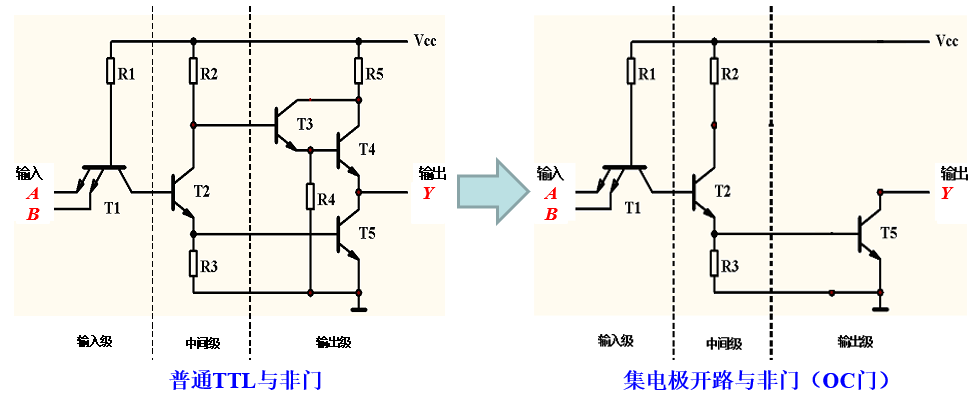 Vcc
R1
R2
R5
T3
T4
输入
输出
A
T2
R4
Y
B
T1
T5
R3
输入级
中间级
输出级
普通TTL与非门
Vcc
R1
R2
输入
输出
A
T2
Y
B
T1
T5
R3
输入级
中间级
输出级
集电极开路与非门（OC门）